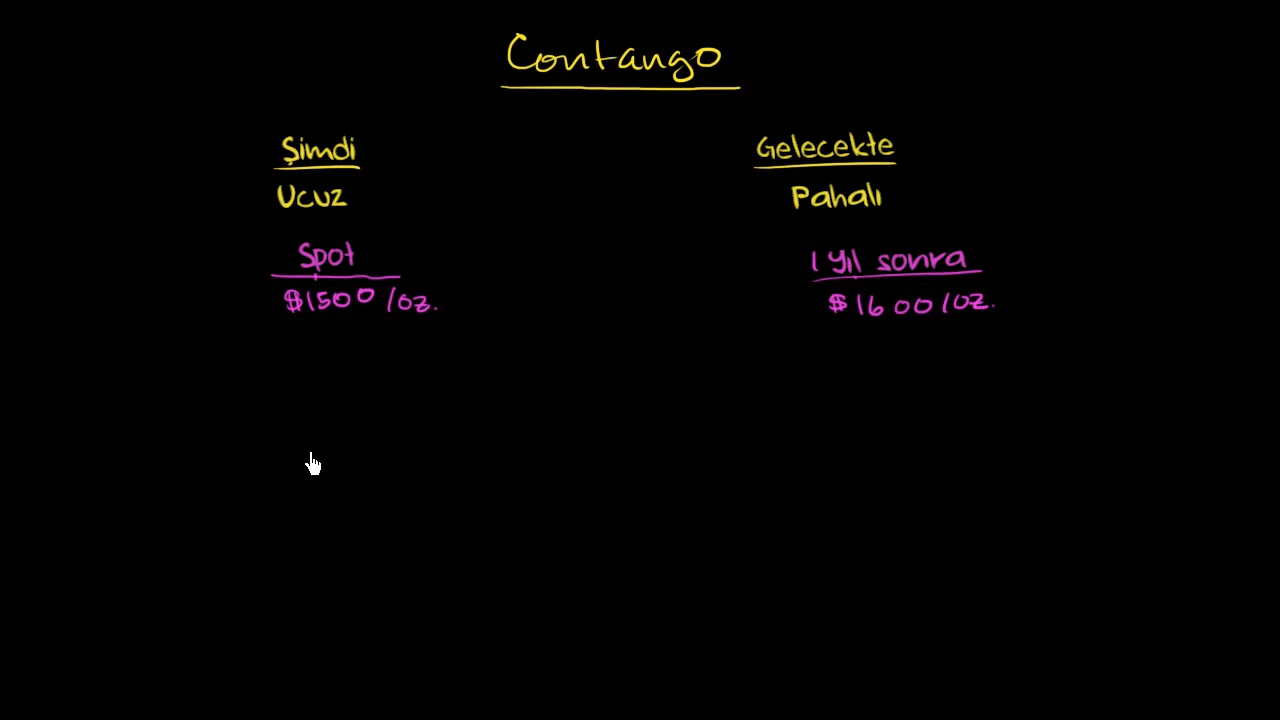 Contango
Şimdi
Ucuz
Spot
$1500/oz.
Gelecekte
Pahalı
1 yıl sonra
$1600/oz.